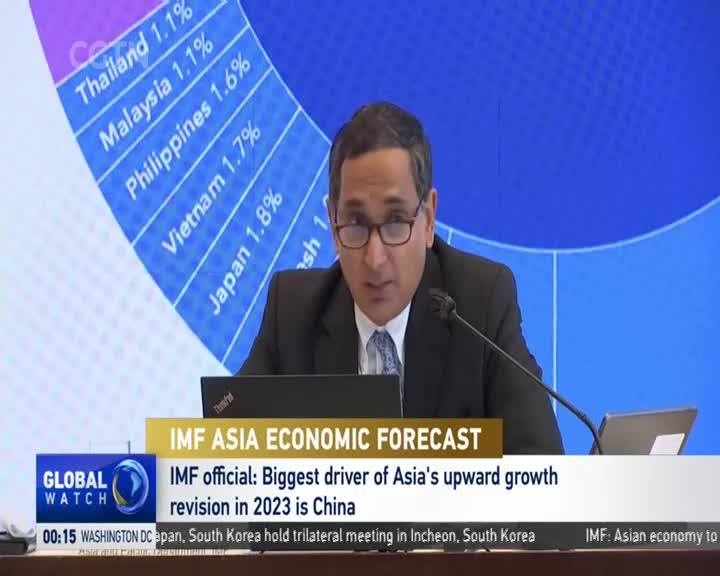 CGTN
Thailand 1.1%
Malaysia 1.1%
Philippines 1.6%
Vietnam 1.7%
Japan 1.8%
ThinkPad
IMF ASIA ECONOMIC FORECAST
IMF official: Biggest driver of Asia's upward growth
revision in 2023 is China
GLOBAL
WATCH
00:15 WASHINGTON DC
apan, South Korea hold trilateral meeting in Incheon, South Korea IMF: Asian economy to